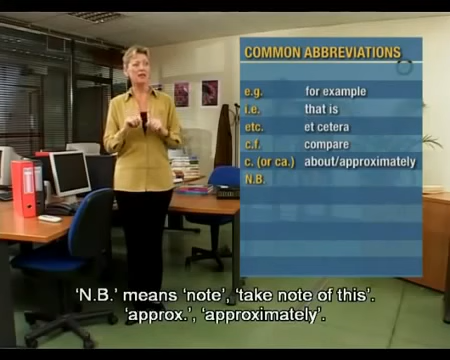 COMMON ABBREVIATIONS
e.g. for example
i.e. that is
etc. et cetera
c.f. compare
c. (or ca.) about/approximately
N.B.
‘N.B.’ means ‘note’, ‘take note of this’.
‘approx.’, ‘approximately’.